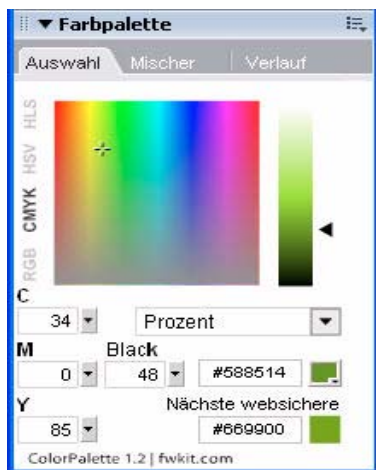 Farbpalette
Auswahl Mischer Verlauf
HLS
HSV
CMYK
RGB
C
34 Prozent
M Black
0 48 #588514
Y Nächste websichere
85 #669900
ColorPalette 1.2 | fwkit.com